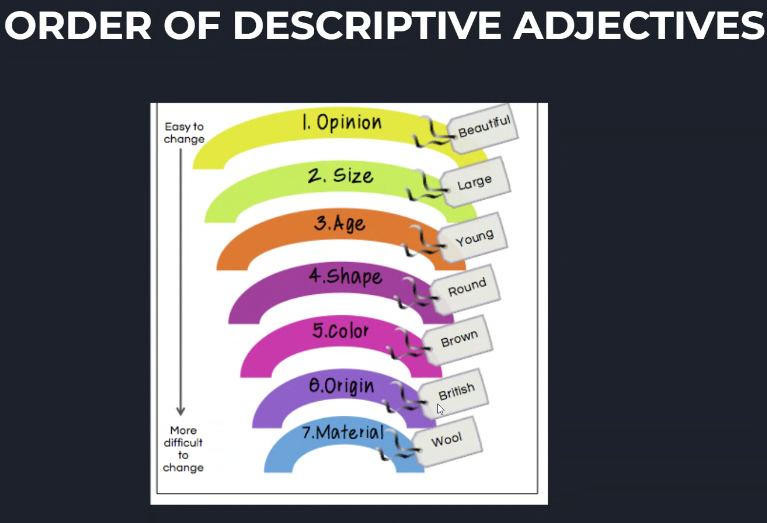 ORDER OF DESCRIPTIVE ADJECTIVES
Easy to
change
1. Opinion
Beautiful
2. Size
Large
3.Age
Young
4.Shape
Round
5.Color
Brown
6.Origin
British
7.Material
Wool
More
difficult
to
change